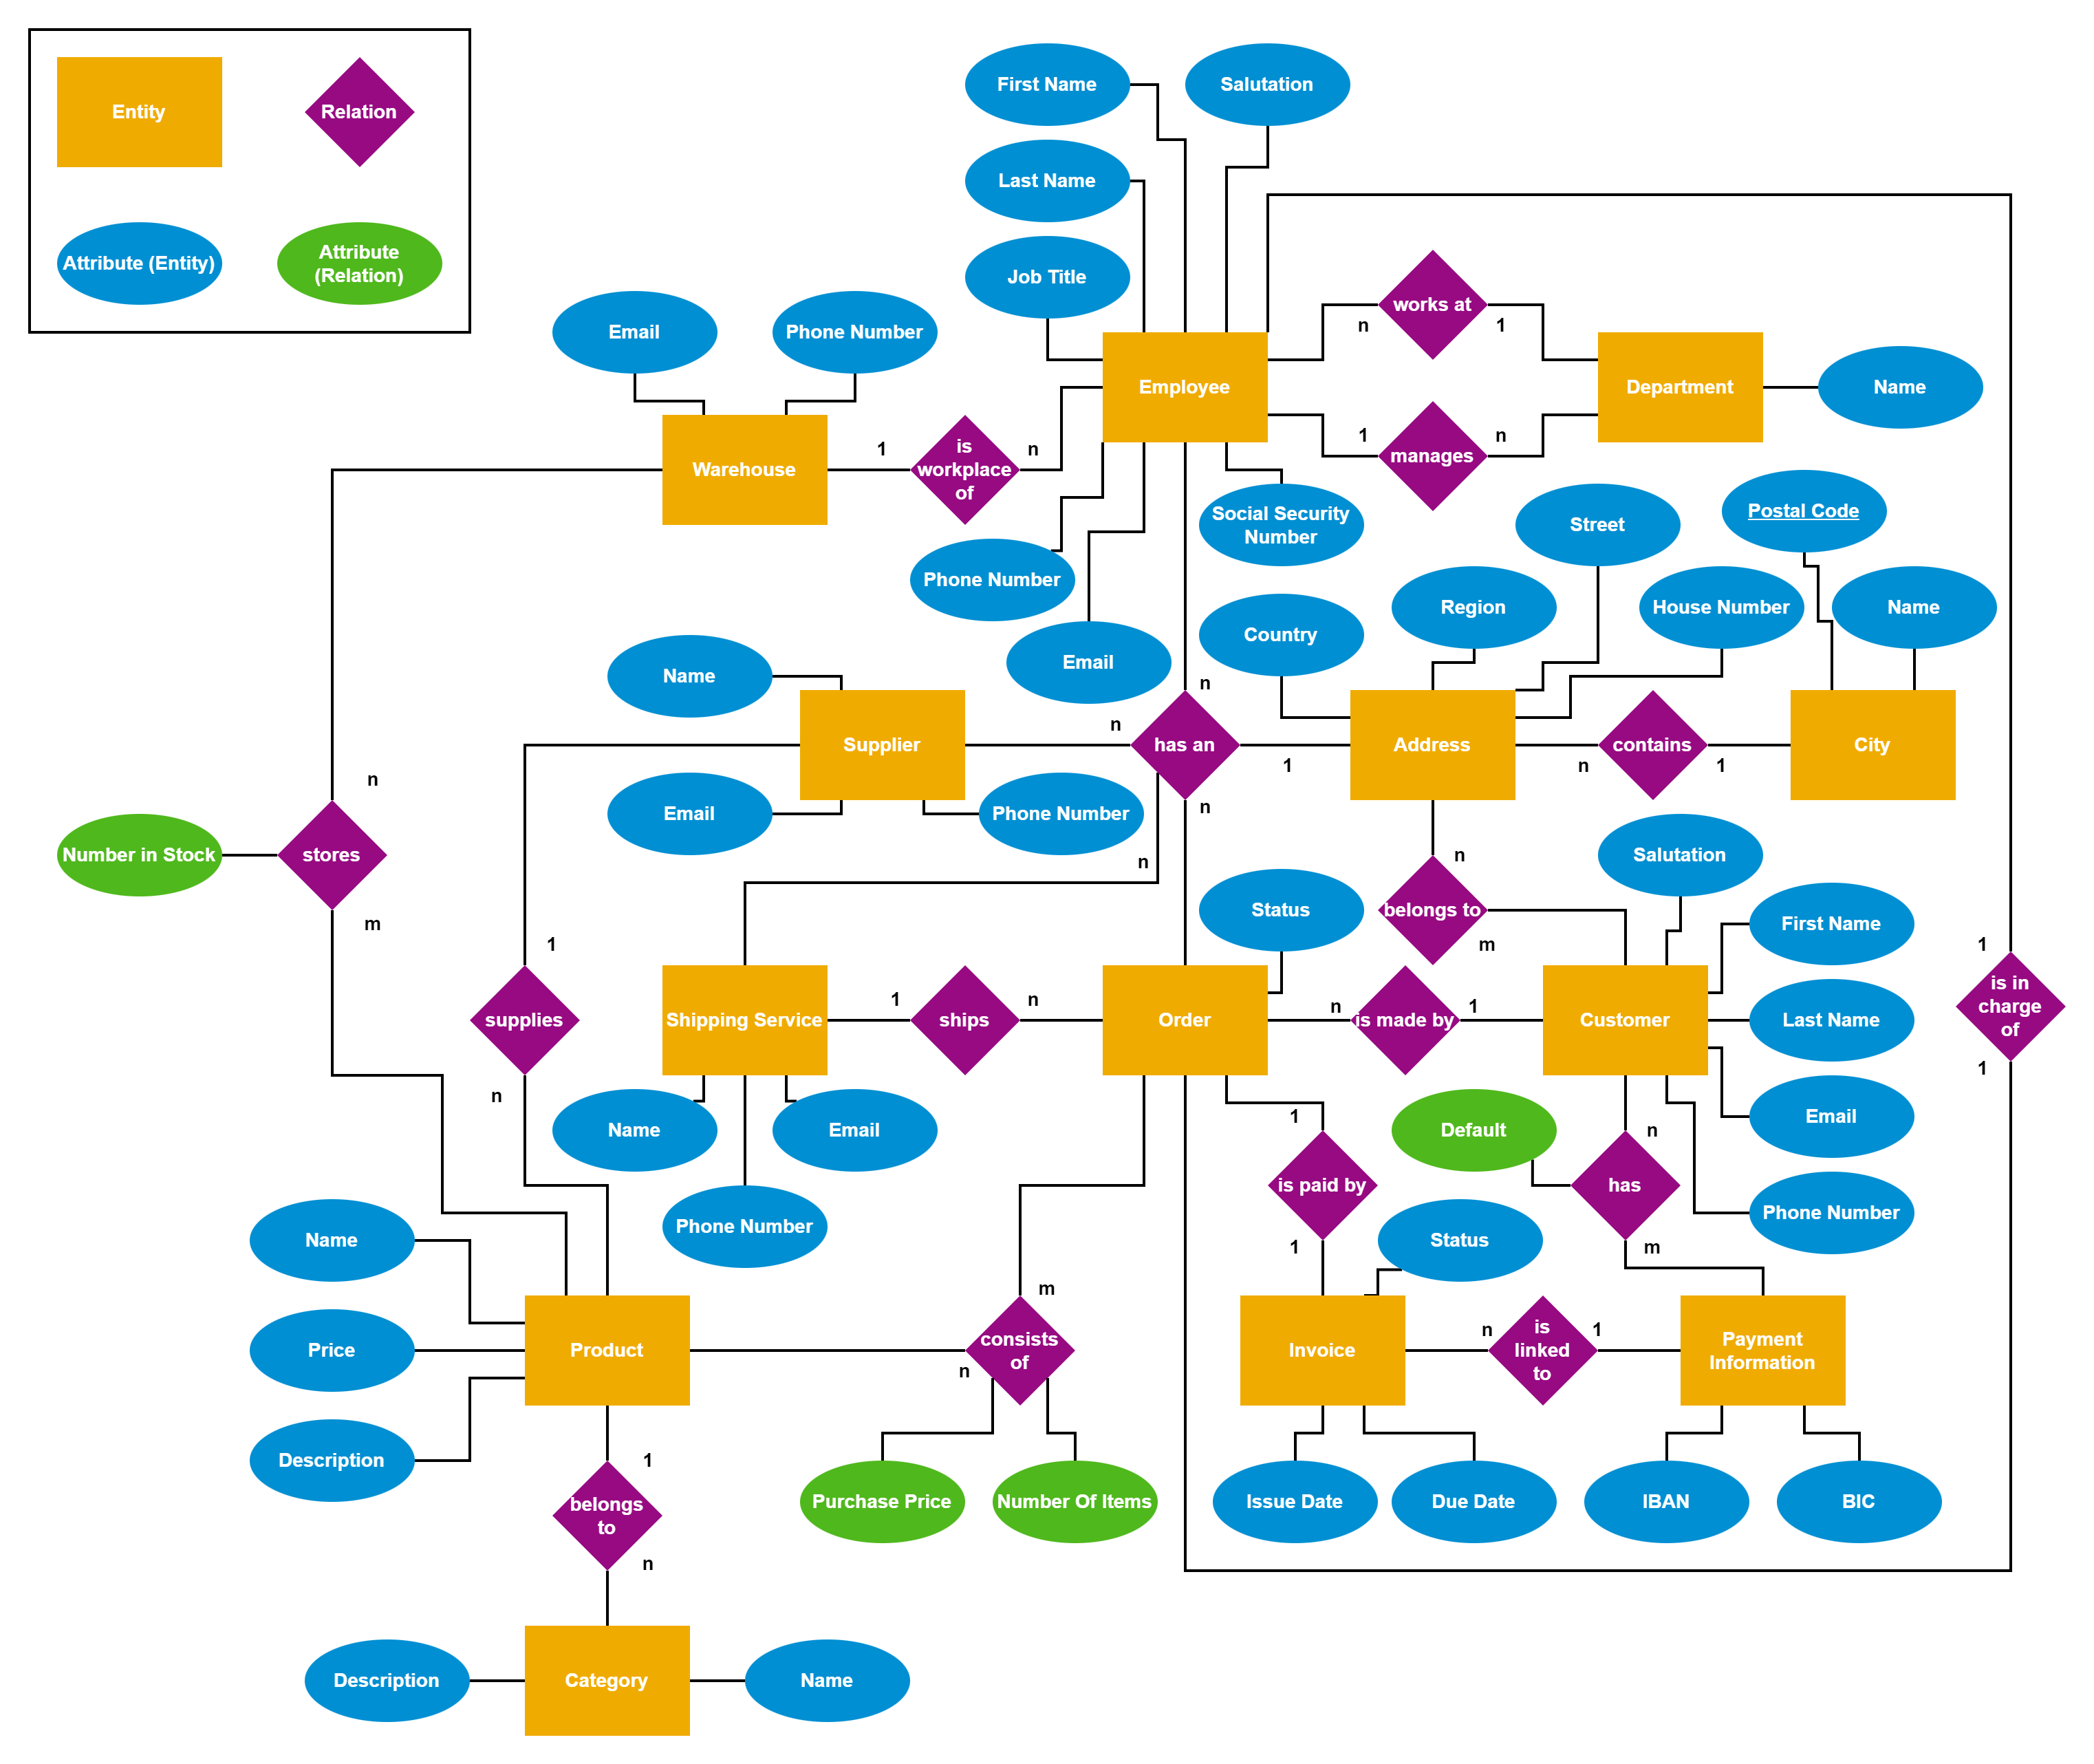 First Name
Salutation
Entity
Relation
Last Name
Attribute (Entity)
Attribute
(Relation)
Job Title
works at
n
1
Email
Phone Number
Employee
Department
Name
1
n
is
workplace
of
1
n
manages
Warehouse
Social Security
Number
Street
Postal Code
Phone Number
Country
Region
House Number
Name
Email
Name
n
n
Supplier
has an
1
Address
n
contains
1
City
n
n
Email
Phone Number
Number in Stock
stores
m
n
n
Salutation
Status
belongs to
m
First Name
1
1
is in
charge
of
1
supplies
n
Shipping Service
1
ships
n
Order
n
is made by
1
Customer
Last Name
Name
Email
1
Default
n
Email
is paid by
has
Phone Number
Phone Number
Name
1
Status
m
m
Price
Product
consists
of
n
Invoice
n
is
linked
to
1
Payment
Information
Description
1
Purchase Price
Number Of Items
Issue Date
Due Date
IBAN
BIC
belongs
to
n
Description
Category
Name